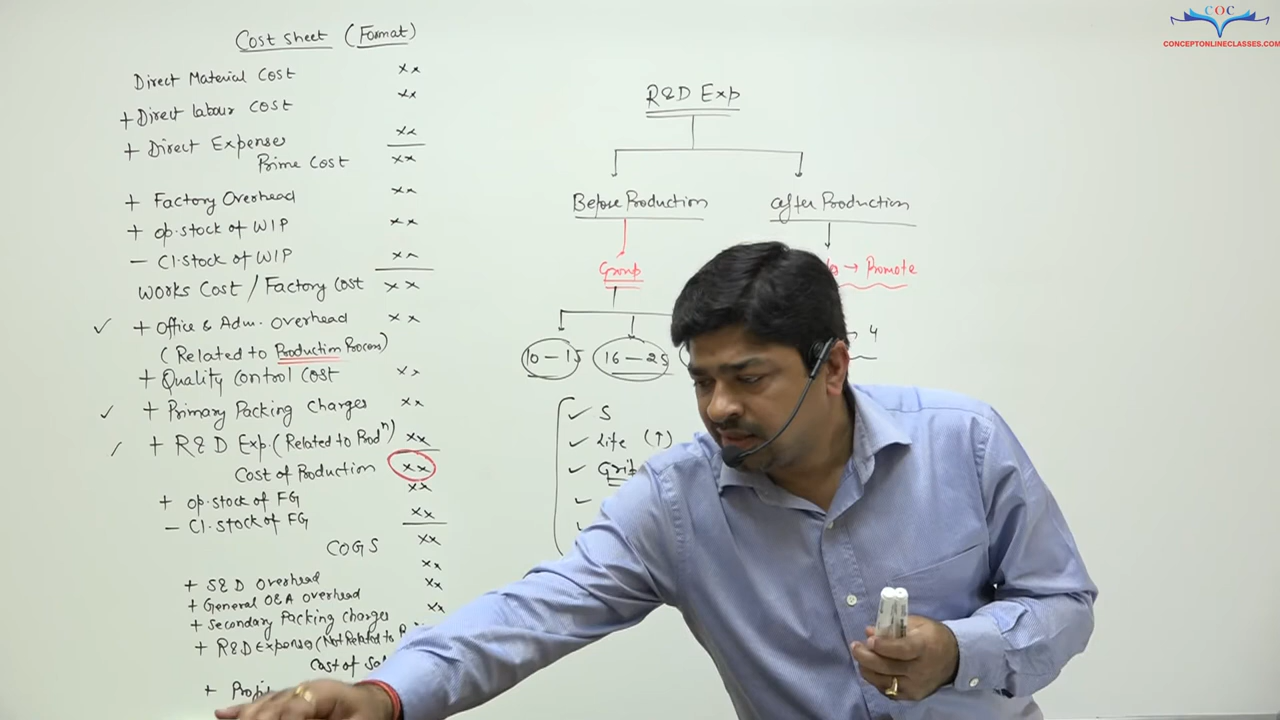 COC
CONCEPTONLINECLASSES.COM
Cost sheet (Format)
Direct Material Cost xx
+ Direct labour cost xx
+ Direct Expenses xx
Prime Cost xx
+ Factory Overhead xx
+ op.stock of WIP xx
- Cl.stock of WIP xx
Works Cost / Factory Cost xx
✓ + Office & Adm. overhead xx
(Related to Production Process)
+ Quality control cost xx
✓ + Primary Packing Charges xx
+ R&D Exp. (Related to Prodⁿ) xx
Cost of Production xx
+ op.stock of FG xx
- Cl.stock of FG xx
COGS xx
xx
+ S&D overhead xx
+ General O&A overhead
+ Secondary Packing charges xx
+ R&D Expense (Not Related to
Cost of
+
R&D Exp
Before Production
after Production
Group
→ Promote
10 - 15
16 - 25
4
✓ S
✓ Life (↑)
✓
✓